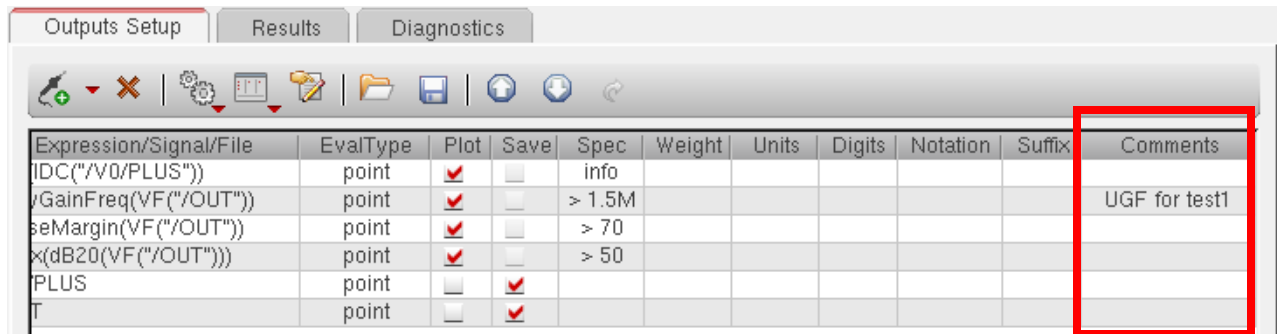 Outputs Setup Results Diagnostics
Expression/Signal/File EvalType Plot Save Spec Weight Units Digits Notation Suffix Comments
IDC("/V0/PLUS")) point info
yGainFreq(VF("/OUT")) point > 1.5M UGF for test1
seMargin(VF("/OUT")) point > 70
x(dB20(VF("/OUT"))) point > 50
PLUS point
T point